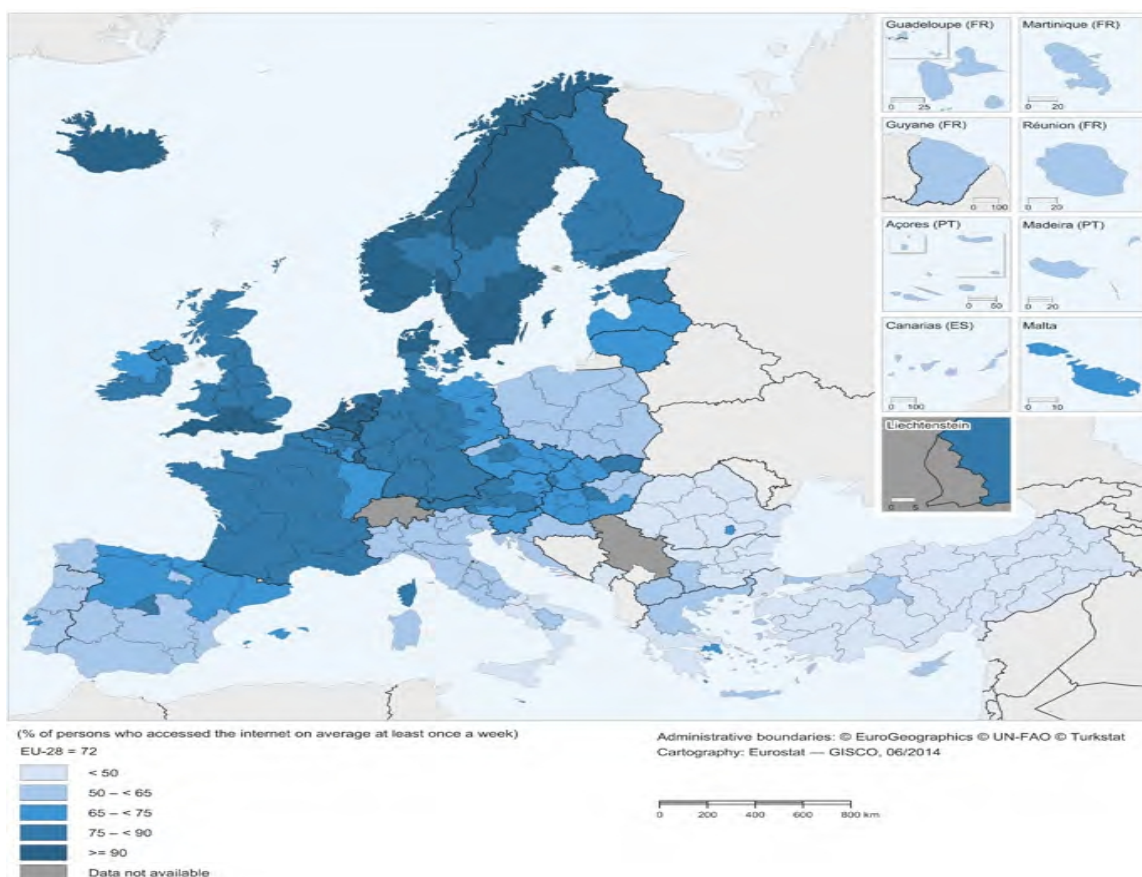 Guadeloupe (FR)
Martinique (FR)
0 25
0 20
Guyane (FR)
Réunion (FR)
0 100
0 20
Açores (PT)
Madeira (PT)
0 50
0 20
Canarias (ES)
Malta
0 100
0 10
Liechtenstein
0 5
(% of persons who accessed the internet on average at least once a week)
EU-28 = 72
< 50
50 – < 65
65 – < 75
75 – < 90
>= 90
Data not available
Administrative boundaries: © EuroGeographics © UN-FAO © Turkstat
Cartography: Eurostat — GISCO, 06/2014
0 200 400 600 800 km